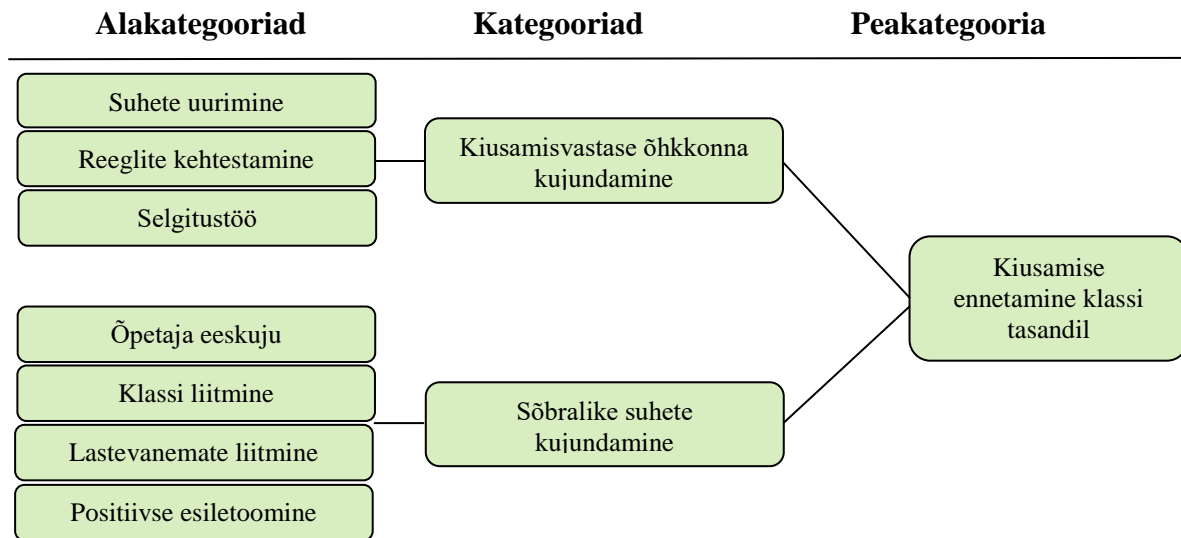 Alakategooriad Kategooriad Peakategooria
Suhete uurimine
Reeglite kehtestamine
Selgitustöö
Kiusamisvastase õhkkonna
kujundamine
Õpetaja eeskuju
Klassi liitmine
Lastevanemate liitmine
Positiivse esiletoomine
Sõbralike suhete
kujundamine
Kiusamise
ennetamine klassi
tasandil